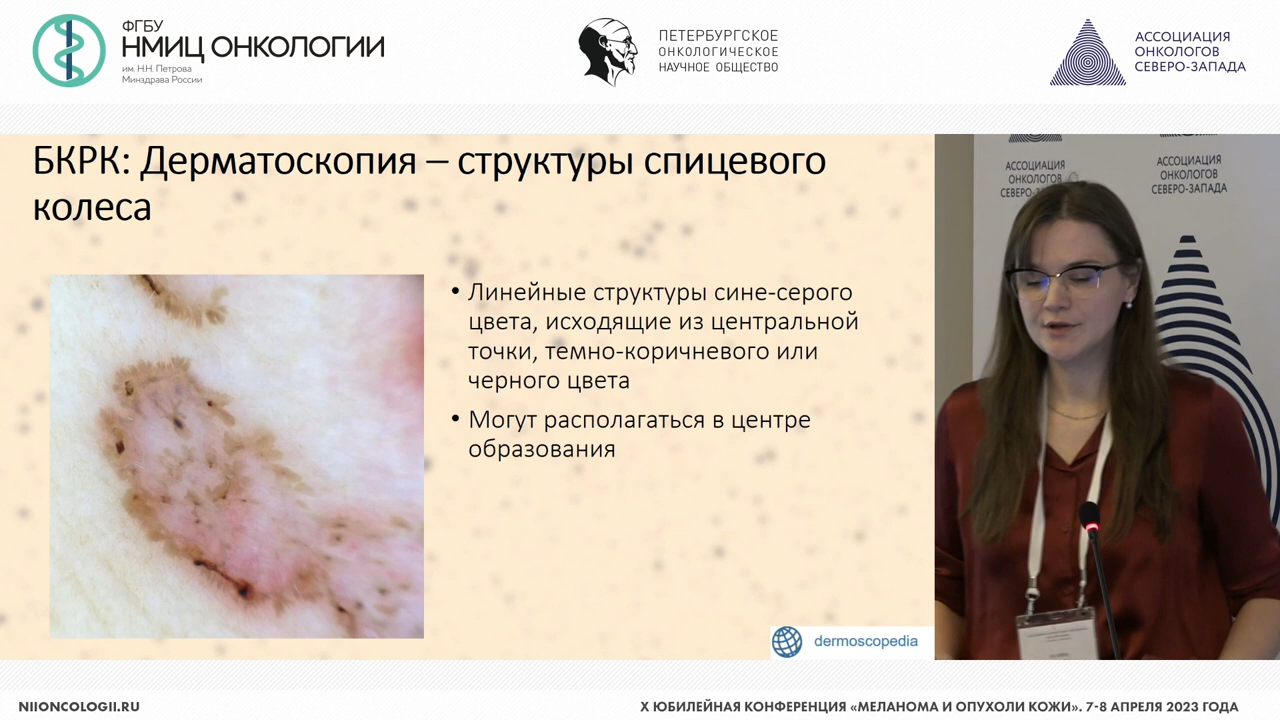 ФГБУ
НМИЦ ОНКОЛОГИИ
им. Н.Н. Петрова
Минздрава России
ПЕТЕРБУРГСКОЕ
ОНКОЛОГИЧЕСКОЕ
НАУЧНОЕ ОБЩЕСТВО
АССОЦИАЦИЯ
ОНКОЛОГОВ
СЕВЕРО-ЗАПАДА
БКРК: Дерматоскопия – структуры спицевого
колеса
• Линейные структуры сине-серого
цвета, исходящие из центральной
точки, темно-коричневого или
черного цвета
• Могут располагаться в центре
образования
dermoscopedia
АССОЦИАЦИЯ
ОНКОЛОГОВ
СЕВЕРО-ЗАПАДА
АССОЦИАЦИЯ
ОНКОЛОГОВ
СЕВЕРО-ЗАПАДА
NIIONCOLOGII.RU
X ЮБИЛЕЙНАЯ КОНФЕРЕНЦИЯ «МЕЛАНОМА И ОПУХОЛИ КОЖИ». 7-8 АПРЕЛЯ 2023 ГОДА